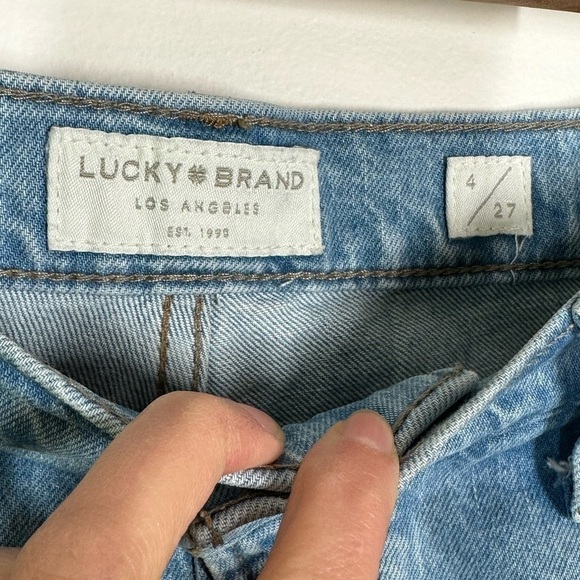 LUCKY BRAND
LOS ANGELES
EST. 1990
4/27